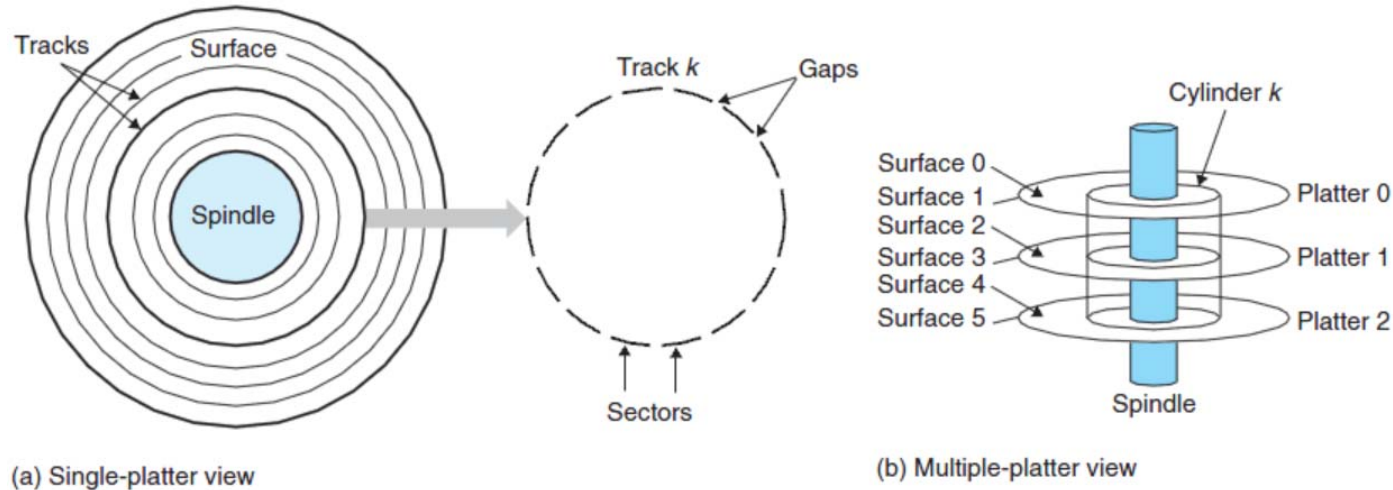 Tracks
Surface
Spindle
Track k
Gaps
Sectors
(a) Single-platter view
Cylinder k
Surface 0
Surface 1
Surface 2
Surface 3
Surface 4
Surface 5
Platter 0
Platter 1
Platter 2
Spindle
(b) Multiple-platter view